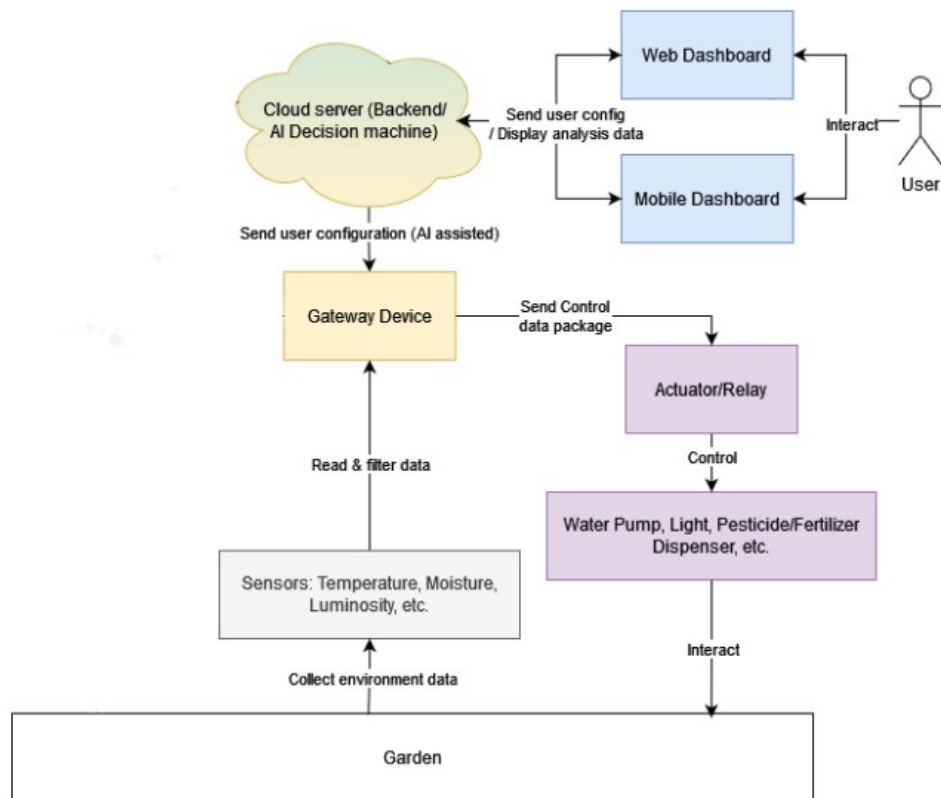 Web Dashboard
Cloud server (Backend/
AI Decision machine)
Send user config
/ Display analysis data
Interact
User
Mobile Dashboard
Send user configuration (AI assisted)
Gateway Device
Send Control
data package
Actuator/Relay
Control
Read & filter data
Water Pump, Light, Pesticide/Fertilizer
Dispenser, etc.
Sensors: Temperature, Moisture,
Luminosity, etc.
Interact
Collect environment data
Garden